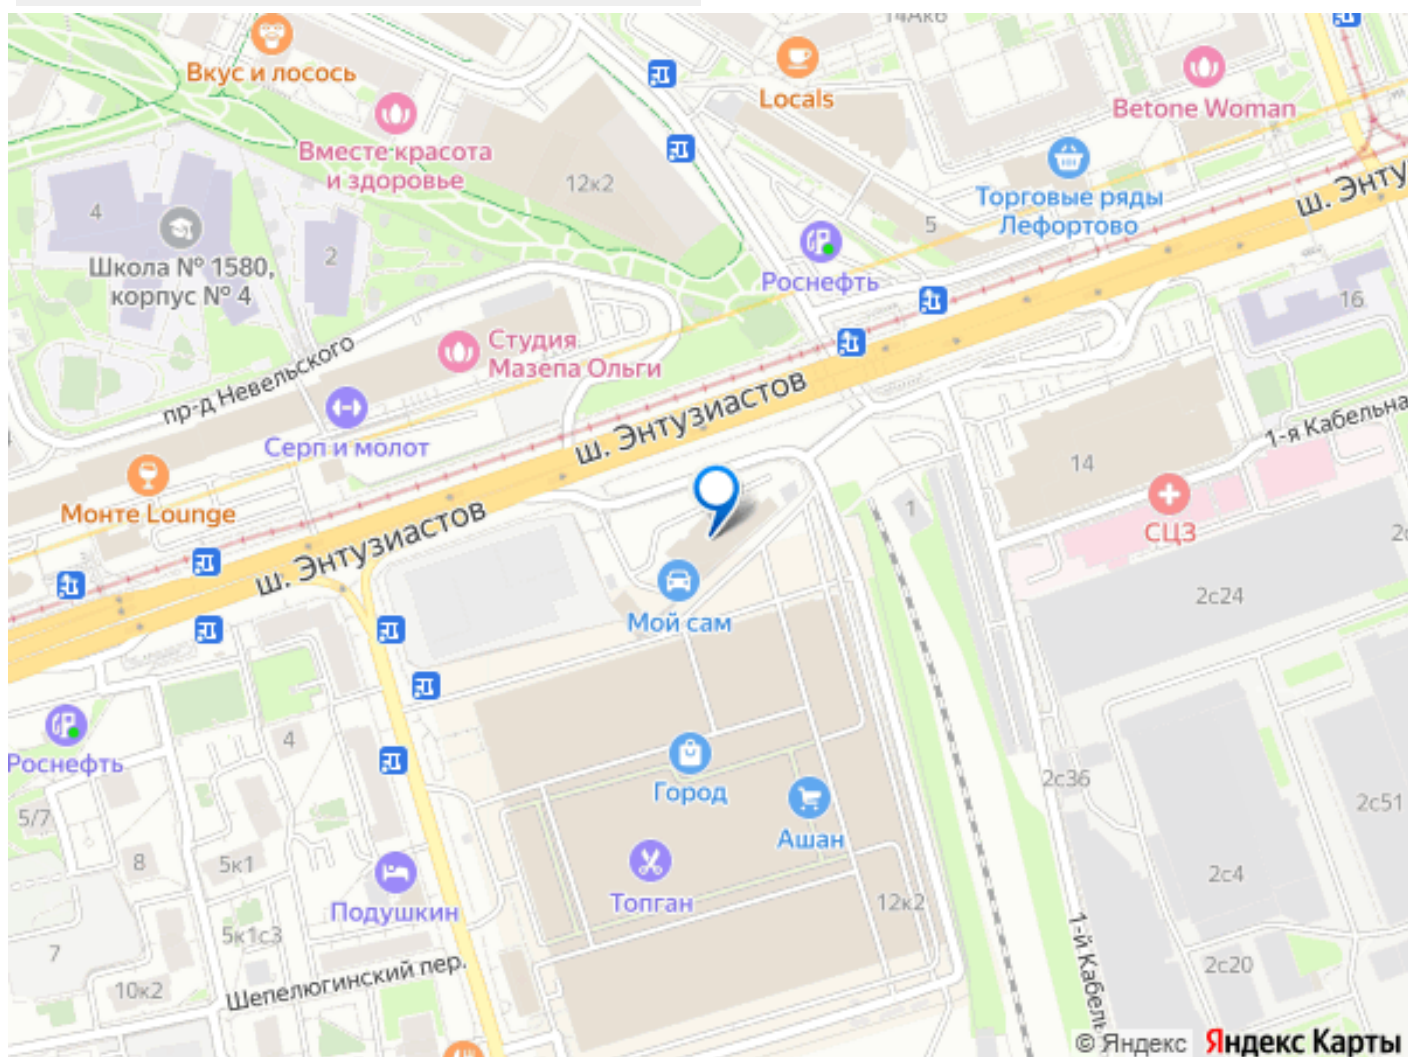 14Ак6
Вкус и лосось
Locals
Betone Woman
Вместе красота
и здоровье
12к2
Торговые ряды
Лефортово
ш. Энту
4
5
2
Школа № 1580,
корпус № 4
Роснефть
16
Студия
Мазепа Ольги
пр-д Невельского
ш. Энтузиастов
1-я Кабельна
Серп и молот
14
Монте Lounge
1
СЦЗ
ш. Энтузиастов
2с24
Мой сам
4
Роснефть
Город
2с36
5/7
Ашан
2с51
8
5к1
2с4
Топган
12к2
Подушкин
5к1с3
7
1-й Кабель
Шепелюгинский пер.
2с20
10к2
© Яндекс
Яндекс Карты